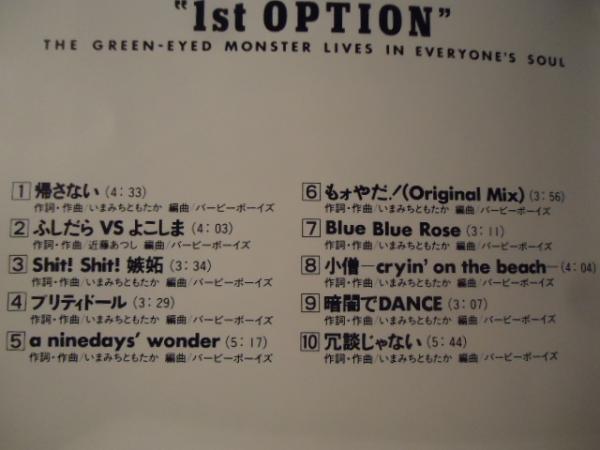 "1st OPTION"
THE GREEN-EYED MONSTER LIVES IN EVERYONE'S SOUL
1 帰さない (4:33)
作詞・作曲/いまみちともたか 編曲/バービーボーイズ
2 ふしだら VS よこしま (4:03)
作詞・作曲/近藤あつし 編曲/バービーボーイズ
3 Shit! Shit! 嫉妬 (3:34)
作詞・作曲/いまみちともたか 編曲/バービーボーイズ
4 プリティドール (3:29)
作詞・作曲/いまみちともたか 編曲/バービーボーイズ
5 a ninedays' wonder (5:17)
作詞・作曲/いまみちともたか 編曲/バービーボーイズ
6 もォやだ!(Original Mix) (3:56)
作詞・作曲/いまみちともたか 編曲/バービーボーイズ
7 Blue Blue Rose (3:11)
作詞・作曲/いまみちともたか 編曲/バービーボーイズ
8 小僧―cryin' on the beach― (4:04)
作詞・作曲/いまみちともたか 編曲/バービーボーイズ
9 暗闇でDANCE (3:07)
作詞・作曲/いまみちともたか 編曲/バービーボーイズ
10 冗談じゃない (5:44)
作詞・作曲/いまみちともたか 編曲/バービーボーイズ